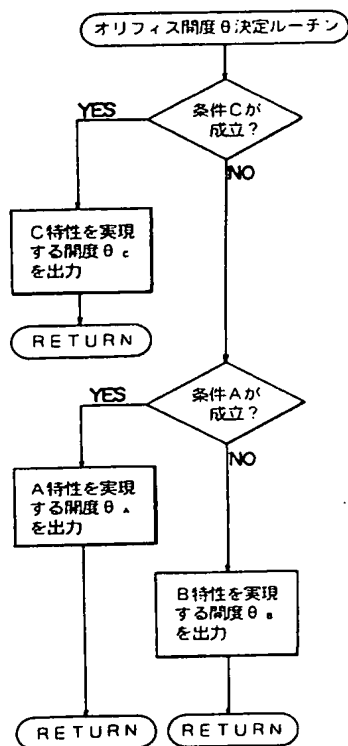 オリフィス開度θ決定ルーチン
条件Cが
成立?
YES
NO
C特性を実現
する開度θc
を出力
RETURN
条件Aが
成立?
YES
NO
A特性を実現
する開度θA
を出力
B特性を実現
する開度θB
を出力
RETURN
RETURN